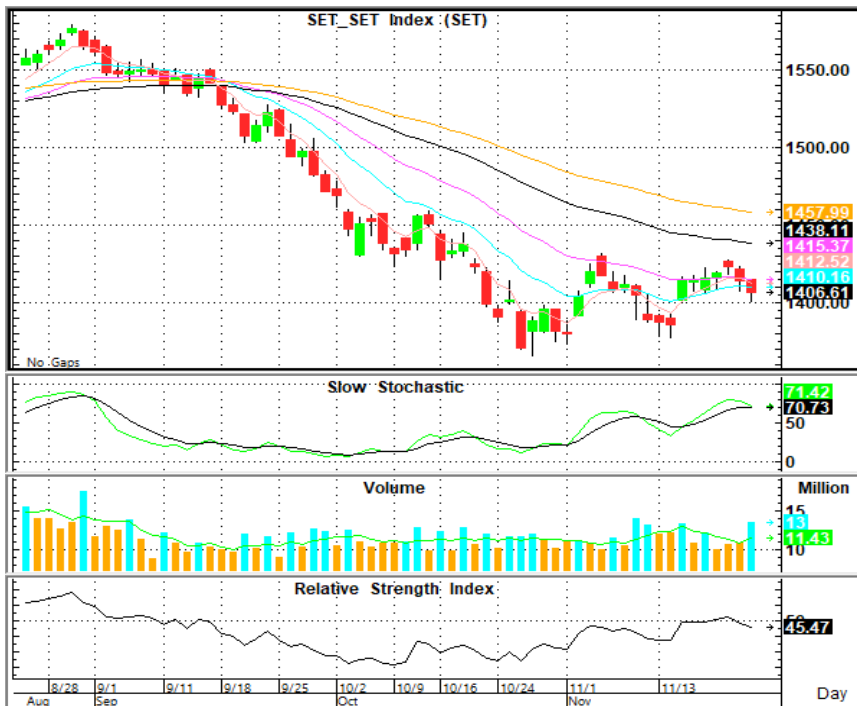 SET_SET Index (SET)
1550.00
1500.00
1457.99
1438.11
1415.37
1412.52
1410.16
1406.61
1400.00
No Gaps
Slow Stochastic
71.42
70.73
50
0
Volume
Million
15
13
11.43
10
Relative Strength Index
50
45.47
8/28 9/1 9/11 9/18 9/25 10/2 10/9 10/16 10/24 11/1 11/13
Aug Sep Oct Nov
Day